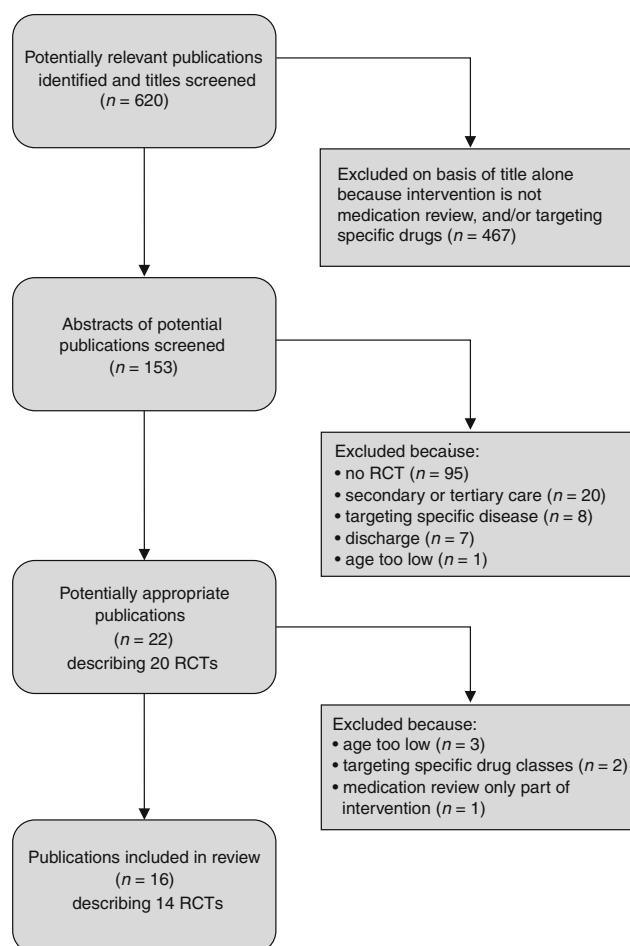 Potentially relevant publications
identified and titles screened
(n = 620)
Excluded on basis of title alone
because intervention is not
medication review, and/or targeting
specific drugs (n = 467)
Abstracts of potential
publications screened
(n = 153)
Excluded because:
• no RCT (n = 95)
• secondary or tertiary care (n = 20)
• targeting specific disease (n = 8)
• discharge (n = 7)
• age too low (n = 1)
Potentially appropriate
publications
(n = 22)
describing 20 RCTs
Excluded because:
• age too low (n = 3)
• targeting specific drug classes (n = 2)
• medication review only part of
intervention (n = 1)
Publications included in review
(n = 16)
describing 14 RCTs